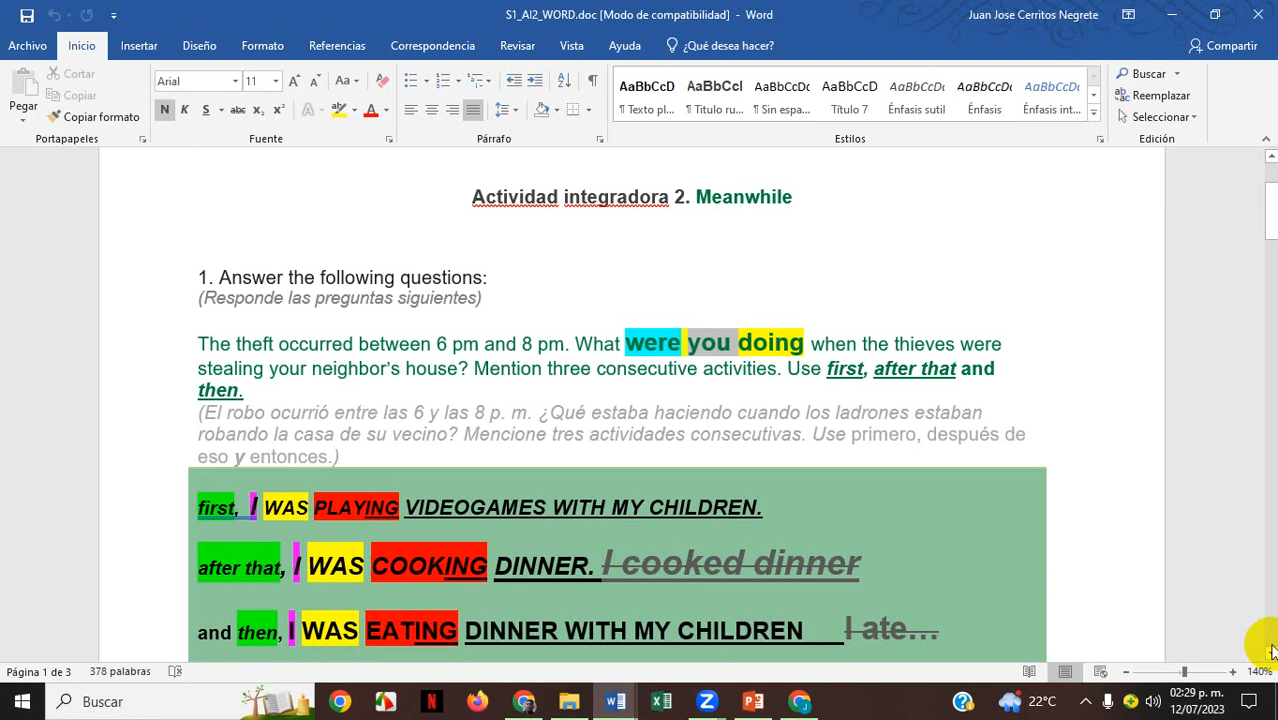 S1_AI2_WORD.doc [Modo de compatibilidad] - Word
Juan Jose Cerritos Negrete
Archivo Inicio Insertar Diseño Formato Referencias Correspondencia Revisar Vista Ayuda ¿Qué desea hacer? Compartir
Pegar
Cortar
Copiar
Copiar formato
Portapapeles
Arial 11
Fuente
Párrafo
AaBbCcD AaBbCcl AaBbCcDc AaBbCcD AaBbCcDc AaBbCcDc AaBbCcDc
¶ Texto pl... ¶ Titulo ru... ¶ Sin espa... ¶ Título 7 Énfasis sutil Énfasis Énfasis int...
Estilos
Buscar
Reemplazar
Seleccionar
Edición
Actividad integradora 2. Meanwhile
1. Answer the following questions:
(Responde las preguntas siguientes)
The theft occurred between 6 pm and 8 pm. What were you doing when the thieves were
stealing your neighbor's house? Mention three consecutive activities. Use first, after that and
then.
(El robo ocurrió entre las 6 y las 8 p. m. ¿Qué estaba haciendo cuando los ladrones estaban
robando la casa de su vecino? Mencione tres actividades consecutivas. Use primero, después de
eso y entonces.)
first, I WAS PLAYING VIDEOGAMES WITH MY CHILDREN.
after that, I WAS COOKING DINNER. I cooked dinner
and then, I WAS EATING DINNER WITH MY CHILDREN I ate...
Página 1 de 3 378 palabras 140%
Buscar
22°C
02:29 p. m.
12/07/2023